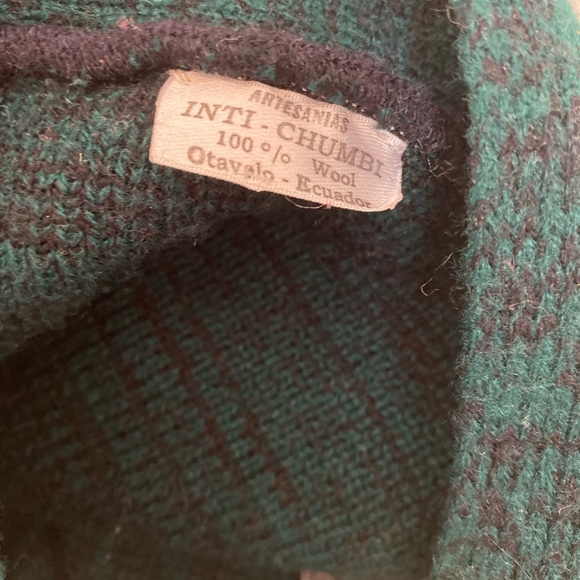 ARTESANIAS
INTI - CHUMBI
100 % Wool
Otavalo - Ecuador